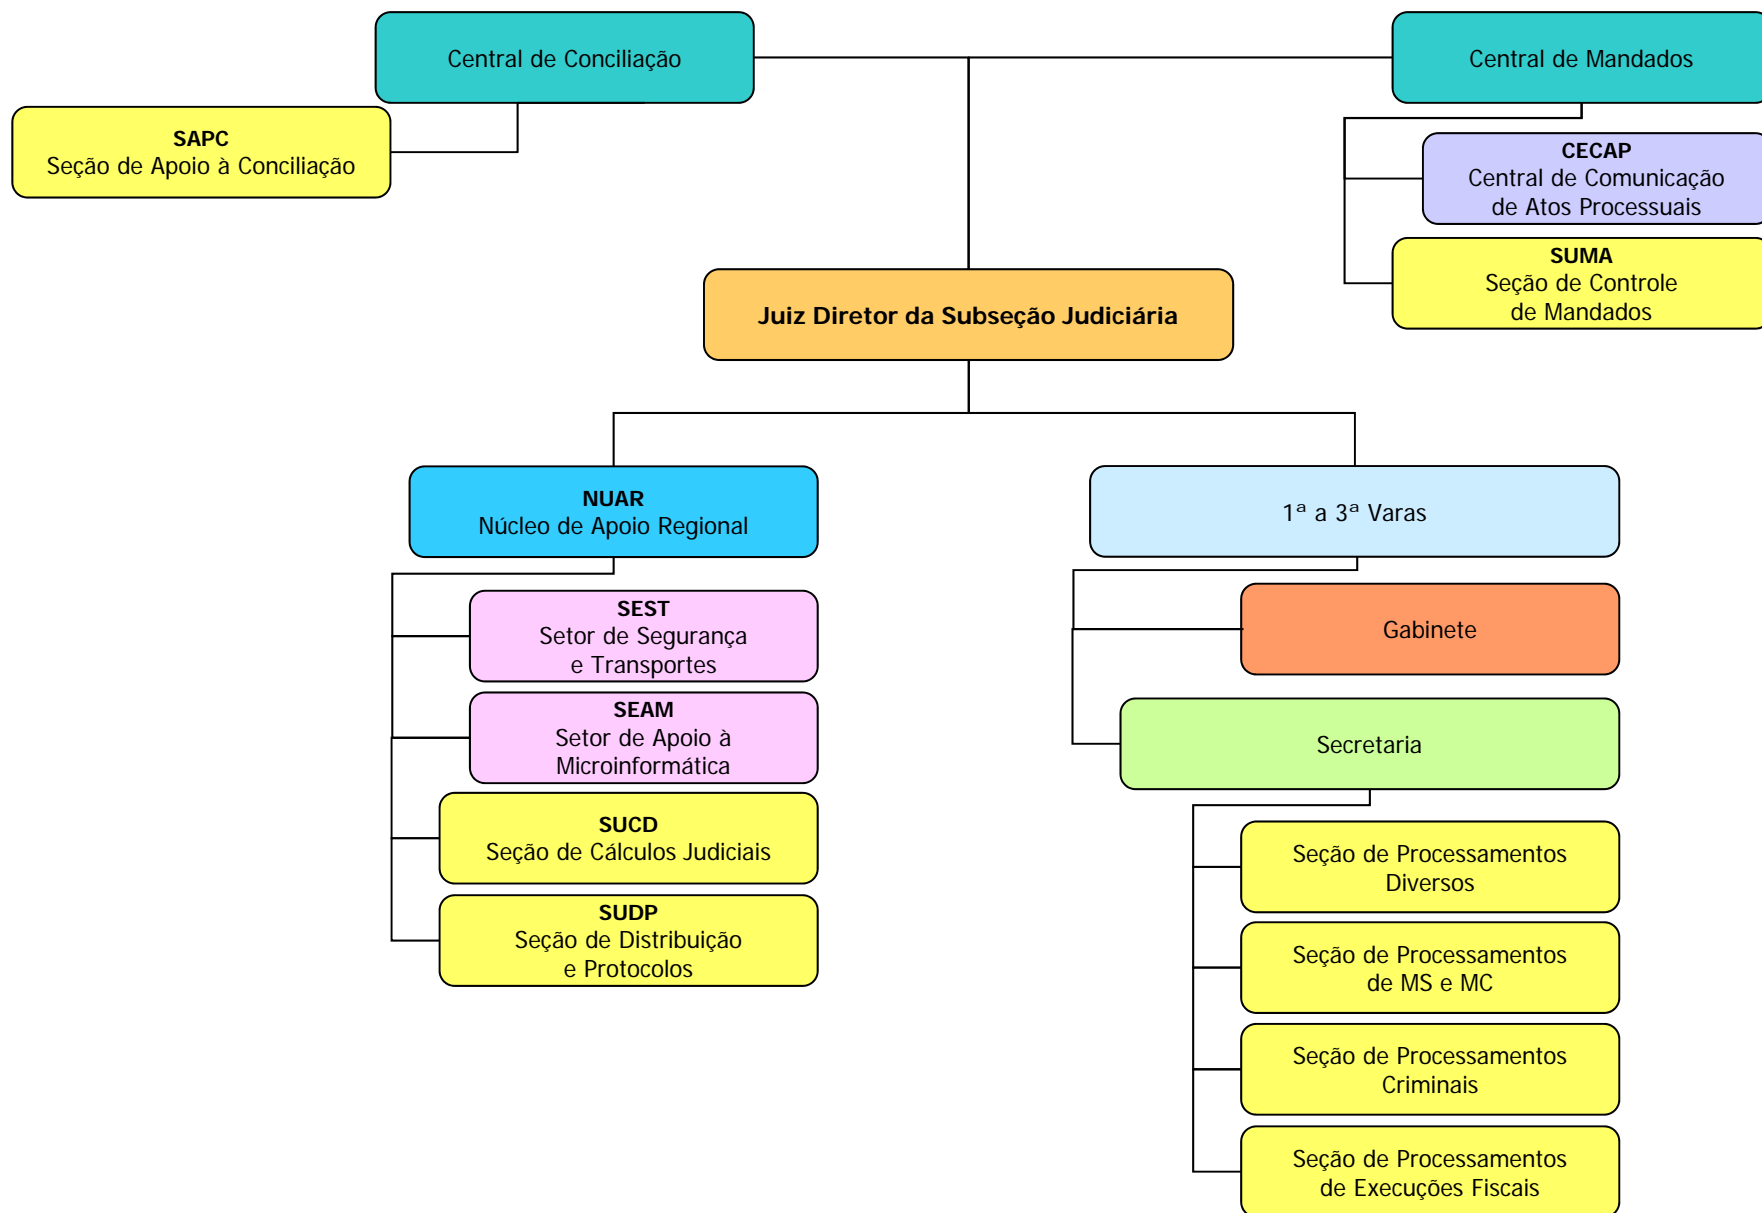 Central de Conciliação
Central de Mandados
SAPC
Seção de Apoio à Conciliação
CECAP
Central de Comunicação
de Atos Processuais
SUMA
Seção de Controle
de Mandados
Juiz Diretor da Subseção Judiciária
NUAR
Núcleo de Apoio Regional
SEST
Setor de Segurança
e Transportes
SEAM
Setor de Apoio à
Microinformática
SUCD
Seção de Cálculos Judiciais
SUDP
Seção de Distribuição
e Protocolos
1ª a 3ª Varas
Gabinete
Secretaria
Seção de Processamentos
Diversos
Seção de Processamentos
de MS e MC
Seção de Processamentos
Criminais
Seção de Processamentos
de Execuções Fiscais